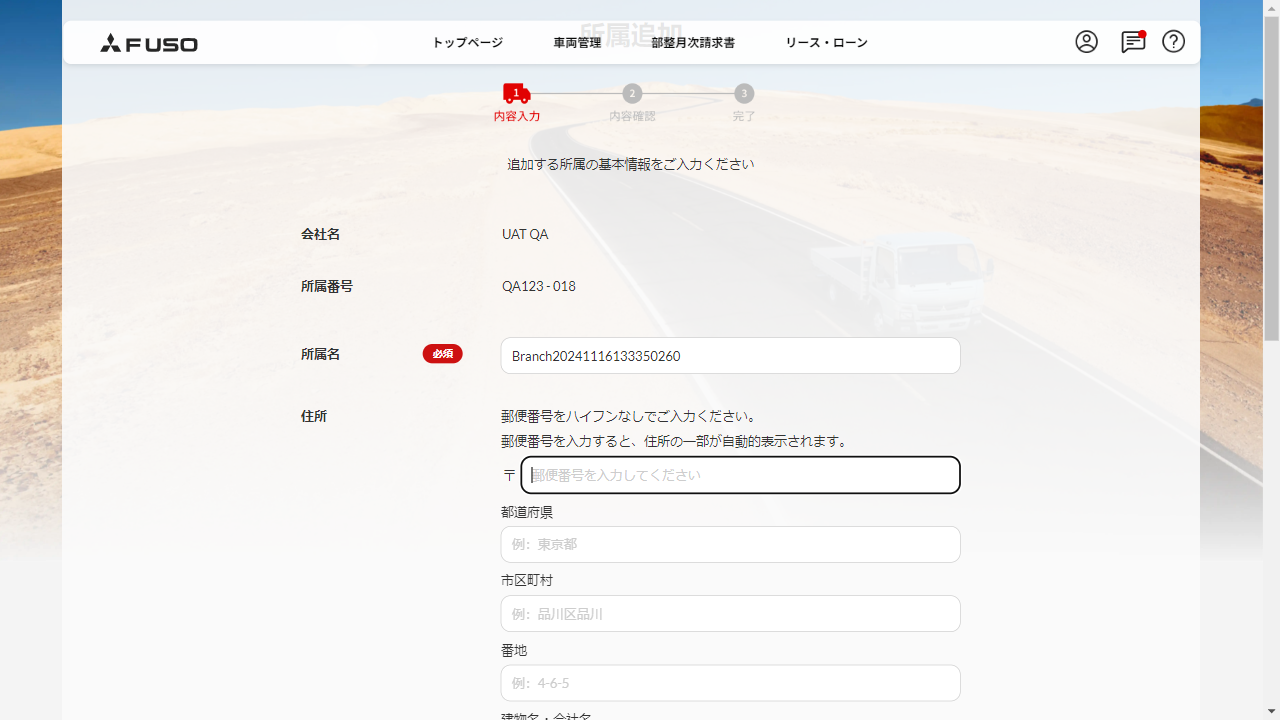 所属追加
FUSO
トップページ
車両管理
部整月次請求書
リース・ローン
1
2
3
内容入力
内容確認
完了
追加する所属の基本情報をご入力ください
会社名
UAT QA
所属番号
QA123 - 018
所属名
必須
Branch20241116133350260
住所
郵便番号をハイフンなしでご入力ください。
郵便番号を入力すると、住所の一部が自動的表示されます。
〒
郵便番号を入力してください
都道府県
例：東京都
市区町村
例：品川区品川
番地
例：4-6-5
建物名・会社名